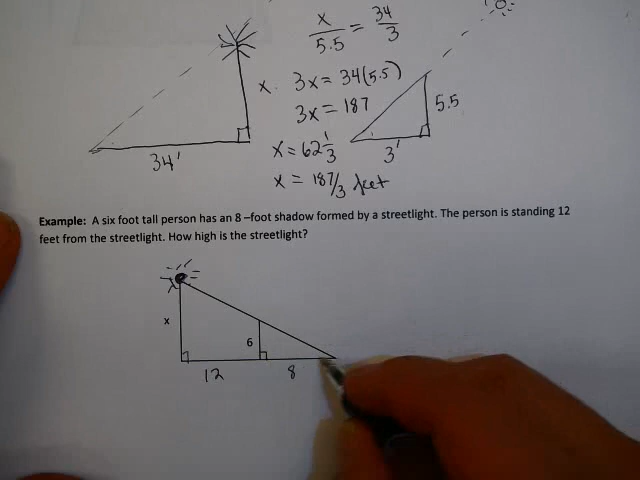 x/5.5 = 34/3
x. 3x = 34(5.5)
3x = 187
x = 62 1/3
x = 187/3 feet
34'
5.5
3'
Example: A six foot tall person has an 8 –foot shadow formed by a streetlight. The person is standing 12
feet from the streetlight. How high is the streetlight?
x
6
12
8